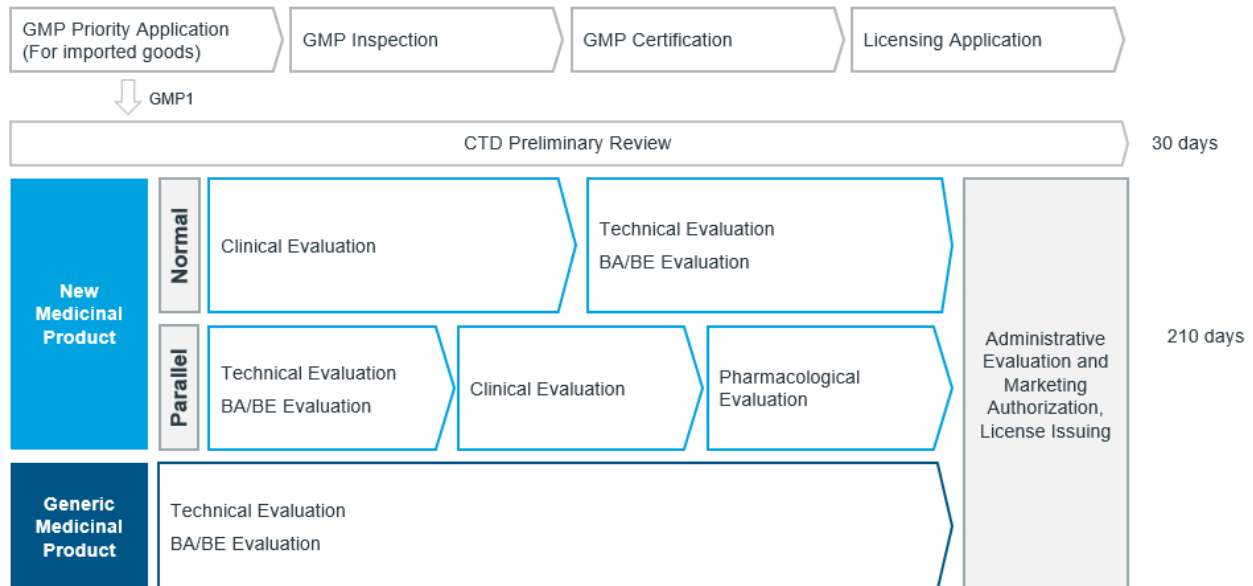 GMP Priority Application
(For imported goods)
GMP Inspection
GMP Certification
Licensing Application
GMP1
CTD Preliminary Review
30 days
New
Medicinal
Product
Normal
Clinical Evaluation
Technical Evaluation
BA/BE Evaluation
Parallel
Technical Evaluation
BA/BE Evaluation
Clinical Evaluation
Pharmacological
Evaluation
Administrative
Evaluation and
Marketing
Authorization,
License Issuing
210 days
Generic
Medicinal
Product
Technical Evaluation
BA/BE Evaluation